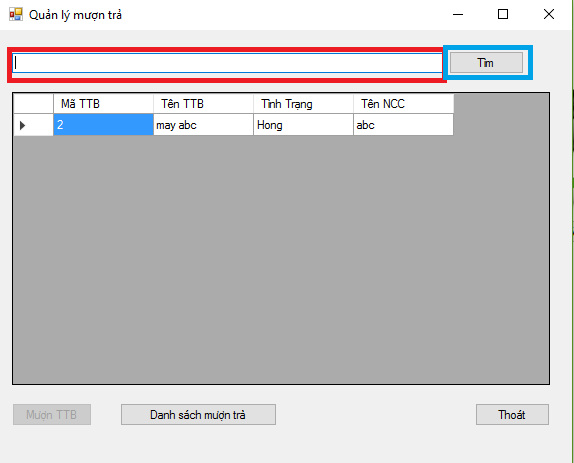 Quản lý mượn trả
Tìm
Mã TTB Tên TTB Tình Trạng Tên NCC
2 may abc Hong abc
Mượn TTB Danh sách mượn trả Thoát